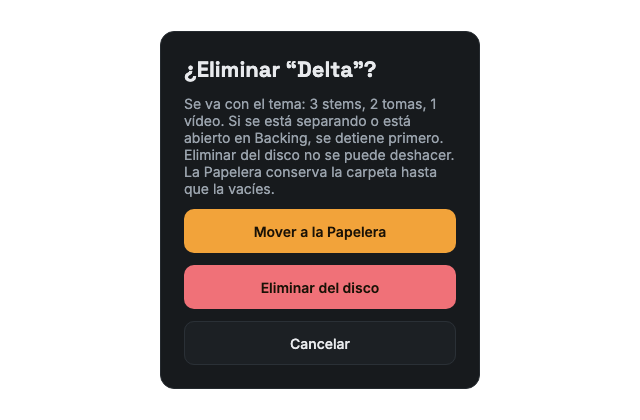 ¿Eliminar “Delta”?
Se va con el tema: 3 stems, 2 tomas, 1
vídeo. Si se está separando o está
abierto en Backing, se detiene primero.
Eliminar del disco no se puede deshacer.
La Papelera conserva la carpeta hasta
que la vacíes.
Mover a la Papelera
Eliminar del disco
Cancelar